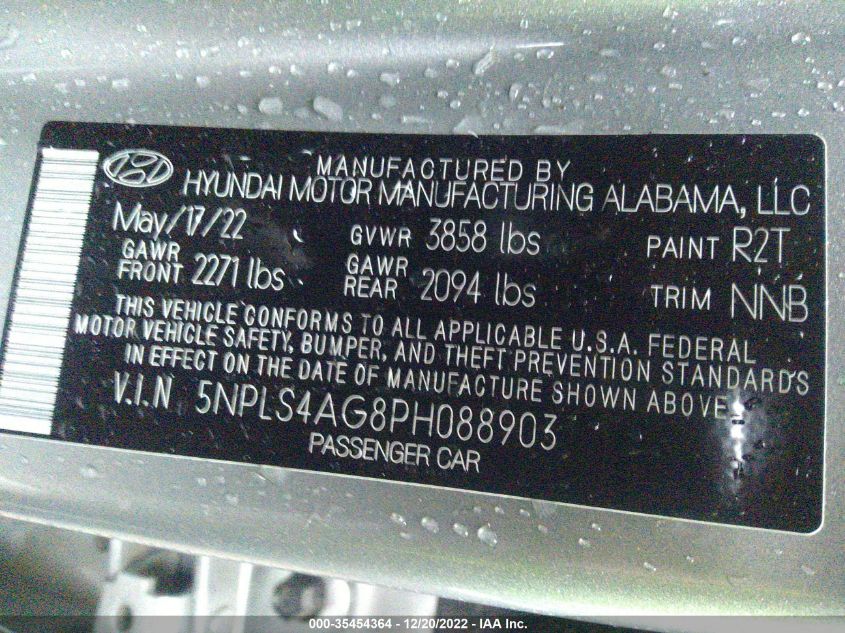 MANUFACTURED BY
HYUNDAI MOTOR MANUFACTURING ALABAMA, LLC
May/17/22 GVWR 3858 lbs PAINT R2T
GAWR FRONT 2271 lbs GAWR REAR 2094 lbs TRIM NNB
THIS VEHICLE CONFORMS TO ALL APPLICABLE U.S.A. FEDERAL
MOTOR VEHICLE SAFETY, BUMPER, AND THEFT PREVENTION STANDARDS
IN EFFECT ON THE DATE OF MANUFACTURE SHOWN ABOVE
V.I.N 5NPLS4AG8PH088903
PASSENGER CAR
000-35454364 - 12/20/2022 - IAA Inc.